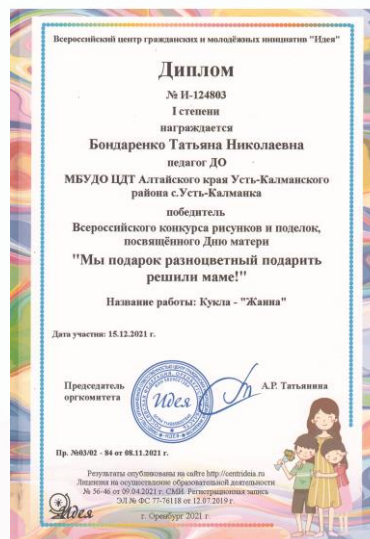 Всероссийский центр гражданских и молодёжных инициатив "Идея"
Диплом
№ И-124803
I степени
награждается
Бондаренко Татьяна Николаевна
педагог ДО
МБУДО ЦДТ Алтайского края Усть-Калманского
района с.Усть-Калманка
победитель
Всероссийского конкурса рисунков и поделок,
посвящённого Дню матери
"Мы подарок разноцветный подарить
решили маме!"
Название работы: Кукла - "Жанна"
Дата участия: 15.12.2021 г.
Председатель
оргкомитета
Идея
А.Р. Татьянина
Пр. №03/02 - 84 от 08.11.2021 г.
Результаты опубликованы на сайте http://centrideia.ru
Лицензия на осуществление образовательной деятельности
№ 56-46 от 09.04.2021 г. СМИ. Регистрационная запись
ЭЛ № ФС 77-76118 от 12.07.2019 г.
Идея
г. Оренбург 2021 г.